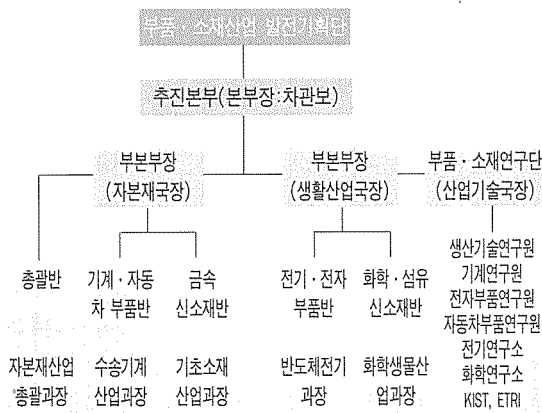 부품·소재산업 발전기획단
추진본부(본부장:차관보)
부본부장
(자본재국장)
부본부장
(생활산업국장)
부품·소재연구단
(산업기술국장)
총괄반
기계·자동
차 부품반
금속
신소재반
전기·전자
부품반
화학·섬유
신소재반
생산기술연구원
기계연구원
전자부품연구원
자동차부품연구원
전기연구소
화학연구소
KIST, ETRI
자본재산업
총괄과장
수송기계
산업과장
기초소재
산업과장
반도체전기
과장
화학생물산
업과장